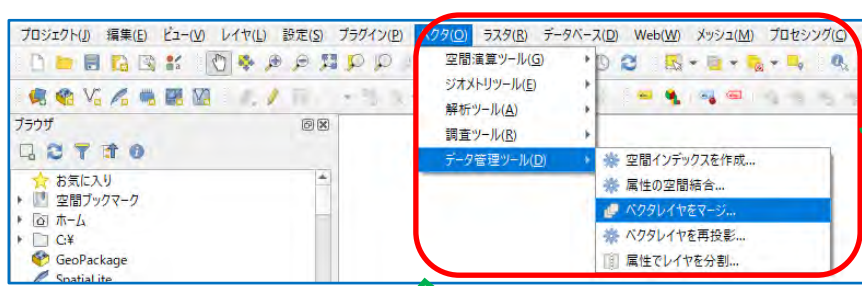 プロジェクト(J) 編集(E) ビュー(V) レイヤ(L) 設定(S) プラグイン(P) ベクタ(O) ラスタ(R) データベース(D) Web(W) メッシュ(M) プロセシング(C)
空間演算ツール(G)
ジオメトリツール(E)
解析ツール(A)
調査ツール(R)
データ管理ツール(D)
空間インデックスを作成...
属性の空間結合...
ベクタレイヤをマージ...
ベクタレイヤを再投影...
属性でレイヤを分割...
ブラウザ
お気に入り
空間ブックマーク
ホーム
C:¥
GeoPackage
SpatiaLite